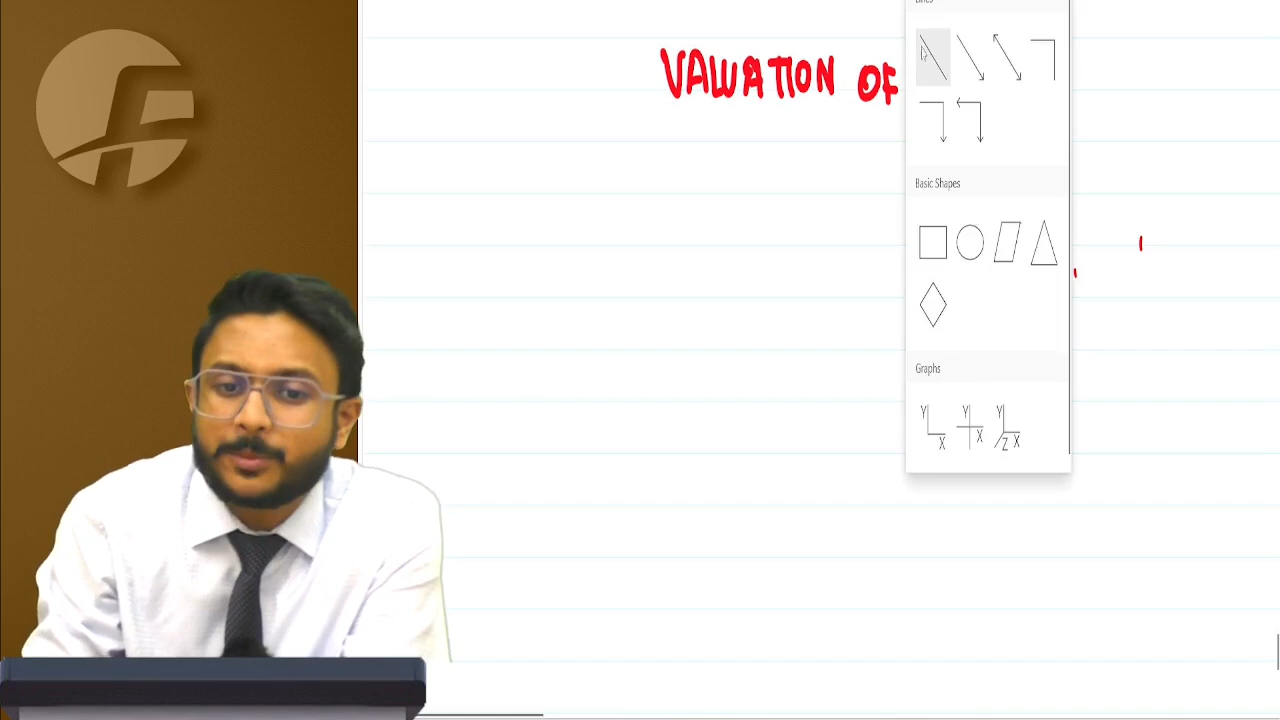 Lines
VALUATION OF
Basic Shapes
Graphs
Y X Y X Y Z X